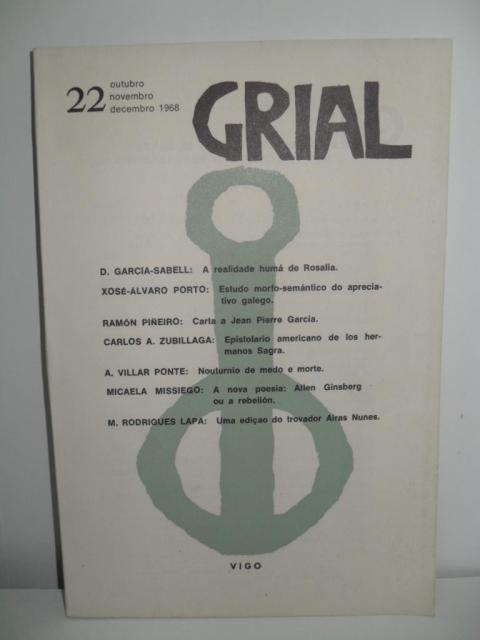 22
outubro
novembro
decembro 1968
GRIAL
D. GARCIA-SABELL: A realidade humá de Rosalía.
XOSÉ-ÁLVARO PORTO: Estudo morfo-semántico do aprecia-
tivo galego.
RAMÓN PIÑEIRO: Carta a Jean Pierre García.
CARLOS A. ZUBILLAGA: Epistolario americano de los her-
manos Sagra.
A. VILLAR PONTE: Nouturnio de medo e morte.
MICAELA MISSIEGO: A nova poesia: Allen Ginsberg
ou a rebelión.
M. RODRIGUES LAPA: Uma ediçao do trovador Airas Nunes.
VIGO